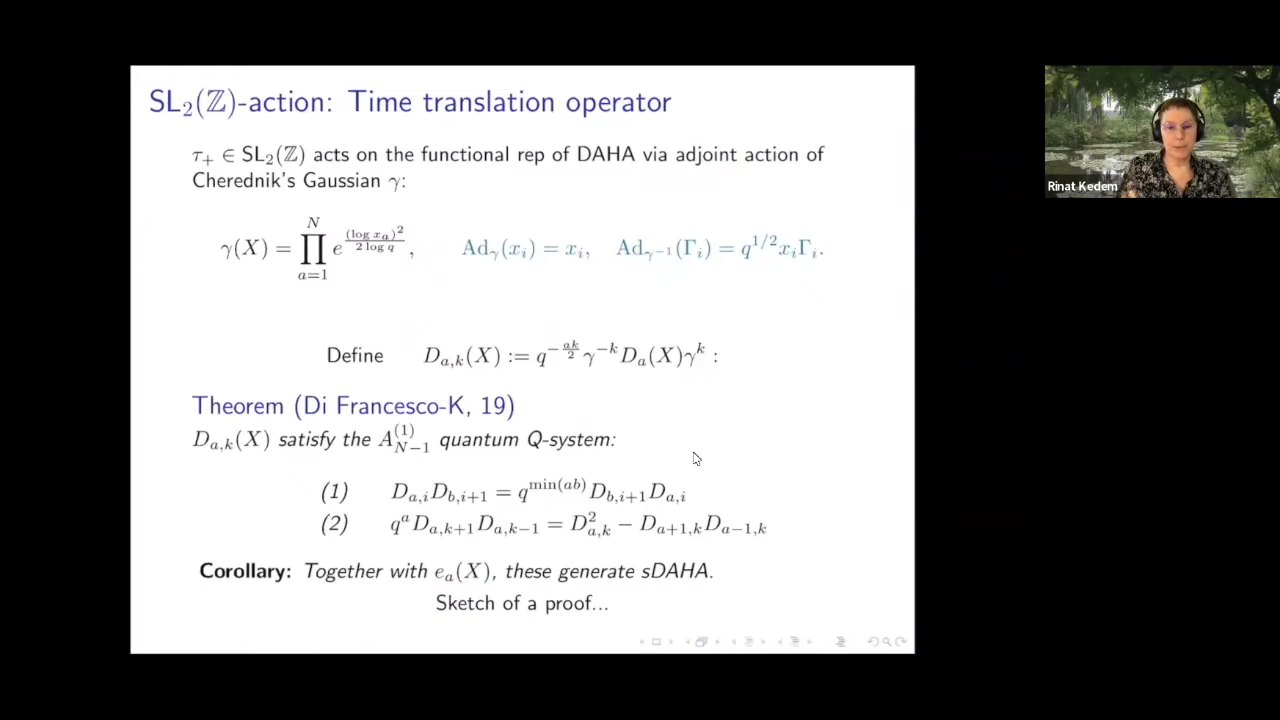 SL₂(ℤ)-action: Time translation operator
τ₊ ∈ SL₂(ℤ) acts on the functional rep of DAHA via adjoint action of
Cherednik's Gaussian γ:
γ(X) = ∏_{a=1}^{N} e^{\frac{(log x_a)^2}{2 log q}}, Ad_γ(x_i) = x_i, Ad_{γ^{-1}}(Γ_i) = q^{1/2} x_i Γ_i.
Define D_{a,k}(X) := q^{-\frac{ak}{2}} γ^{-k} D_a(X) γ^k :
Theorem (Di Francesco-K, 19)
D_{a,k}(X) satisfy the A_{N-1}^{(1)} quantum Q-system:
(1) D_{a,i} D_{b,i+1} = q^{min(ab)} D_{b,i+1} D_{a,i}
(2) q^a D_{a,k+1} D_{a,k-1} = D_{a,k}^2 − D_{a+1,k} D_{a-1,k}
Corollary: Together with e_a(X), these generate sDAHA.
Sketch of a proof...
Rinat Kedem